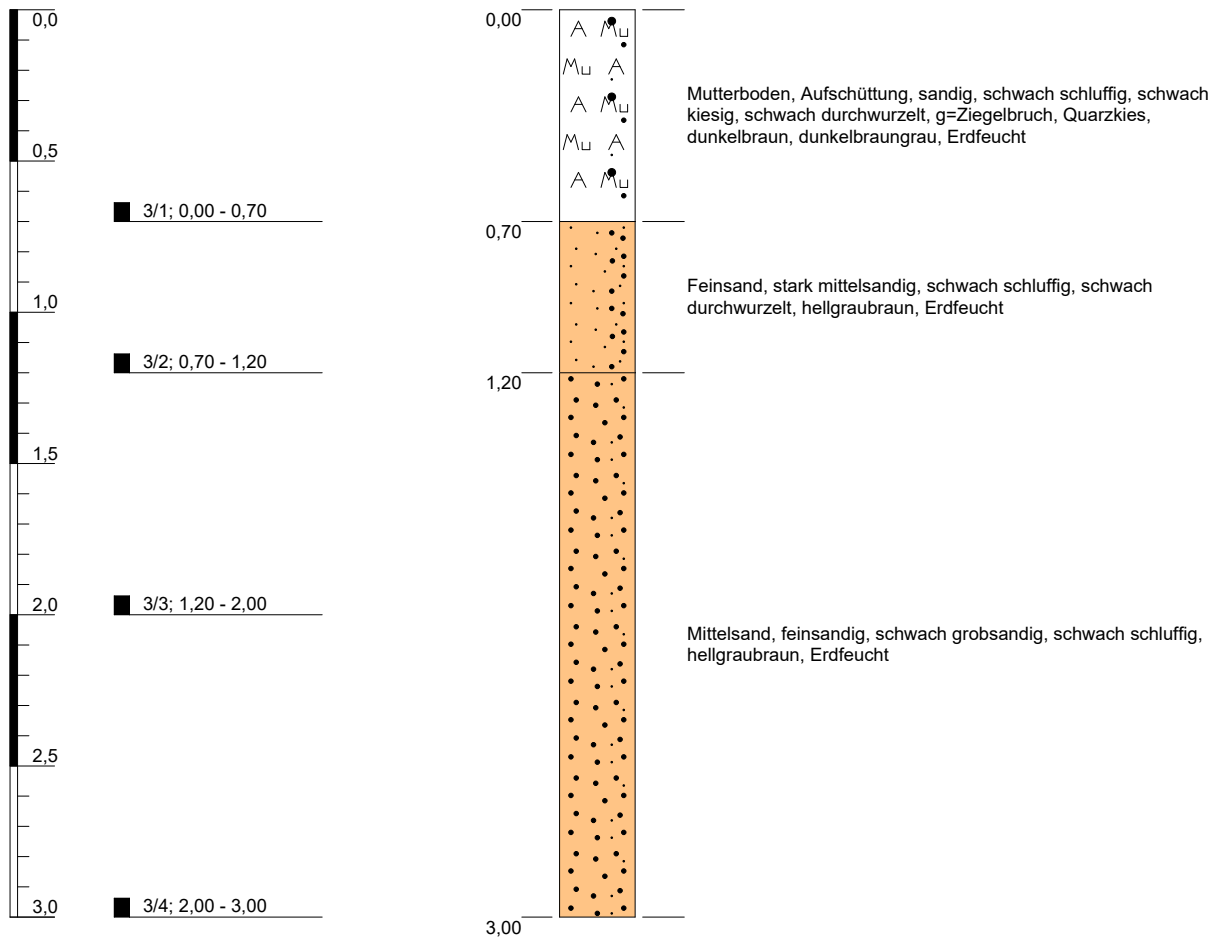 0,0
0,5
1,0
1,5
2,0
2,5
3,0
3/1; 0,00 - 0,70
3/2; 0,70 - 1,20
3/3; 1,20 - 2,00
3/4; 2,00 - 3,00
0,00
0,70
1,20
3,00
A Mu
Mu A
A Mu
Mu A
A Mu
Mutterboden, Aufschüttung, sandig, schwach schluffig, schwach
kiesig, schwach durchwurzelt, g=Ziegelbruch, Quarzkies,
dunkelbraun, dunkelbraungrau, Erdfeucht
Feinsand, stark mittelsandig, schwach schluffig, schwach
durchwurzelt, hellgraubraun, Erdfeucht
Mittelsand, feinsandig, schwach grobsandig, schwach schluffig,
hellgraubraun, Erdfeucht